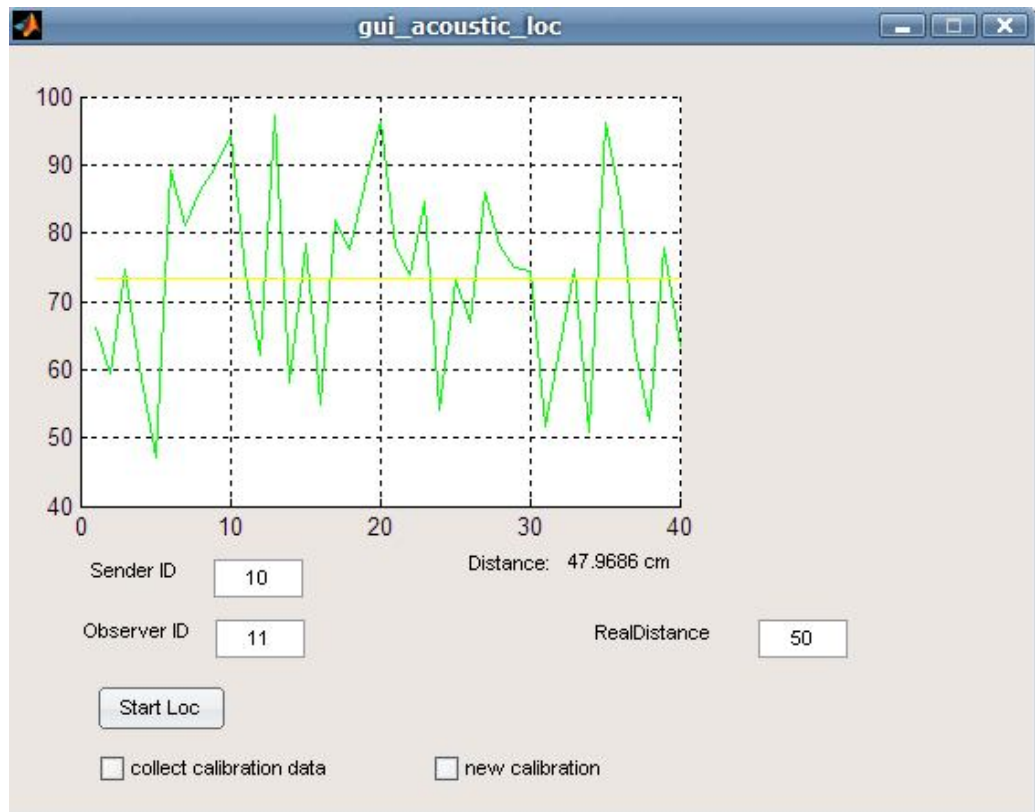 gui_acoustic_loc
100
90
80
70
60
50
40
0 10 20 30 40
Sender ID 10
Distance: 47.9686 cm
Observer ID 11
RealDistance 50
Start Loc
collect calibration data
new calibration